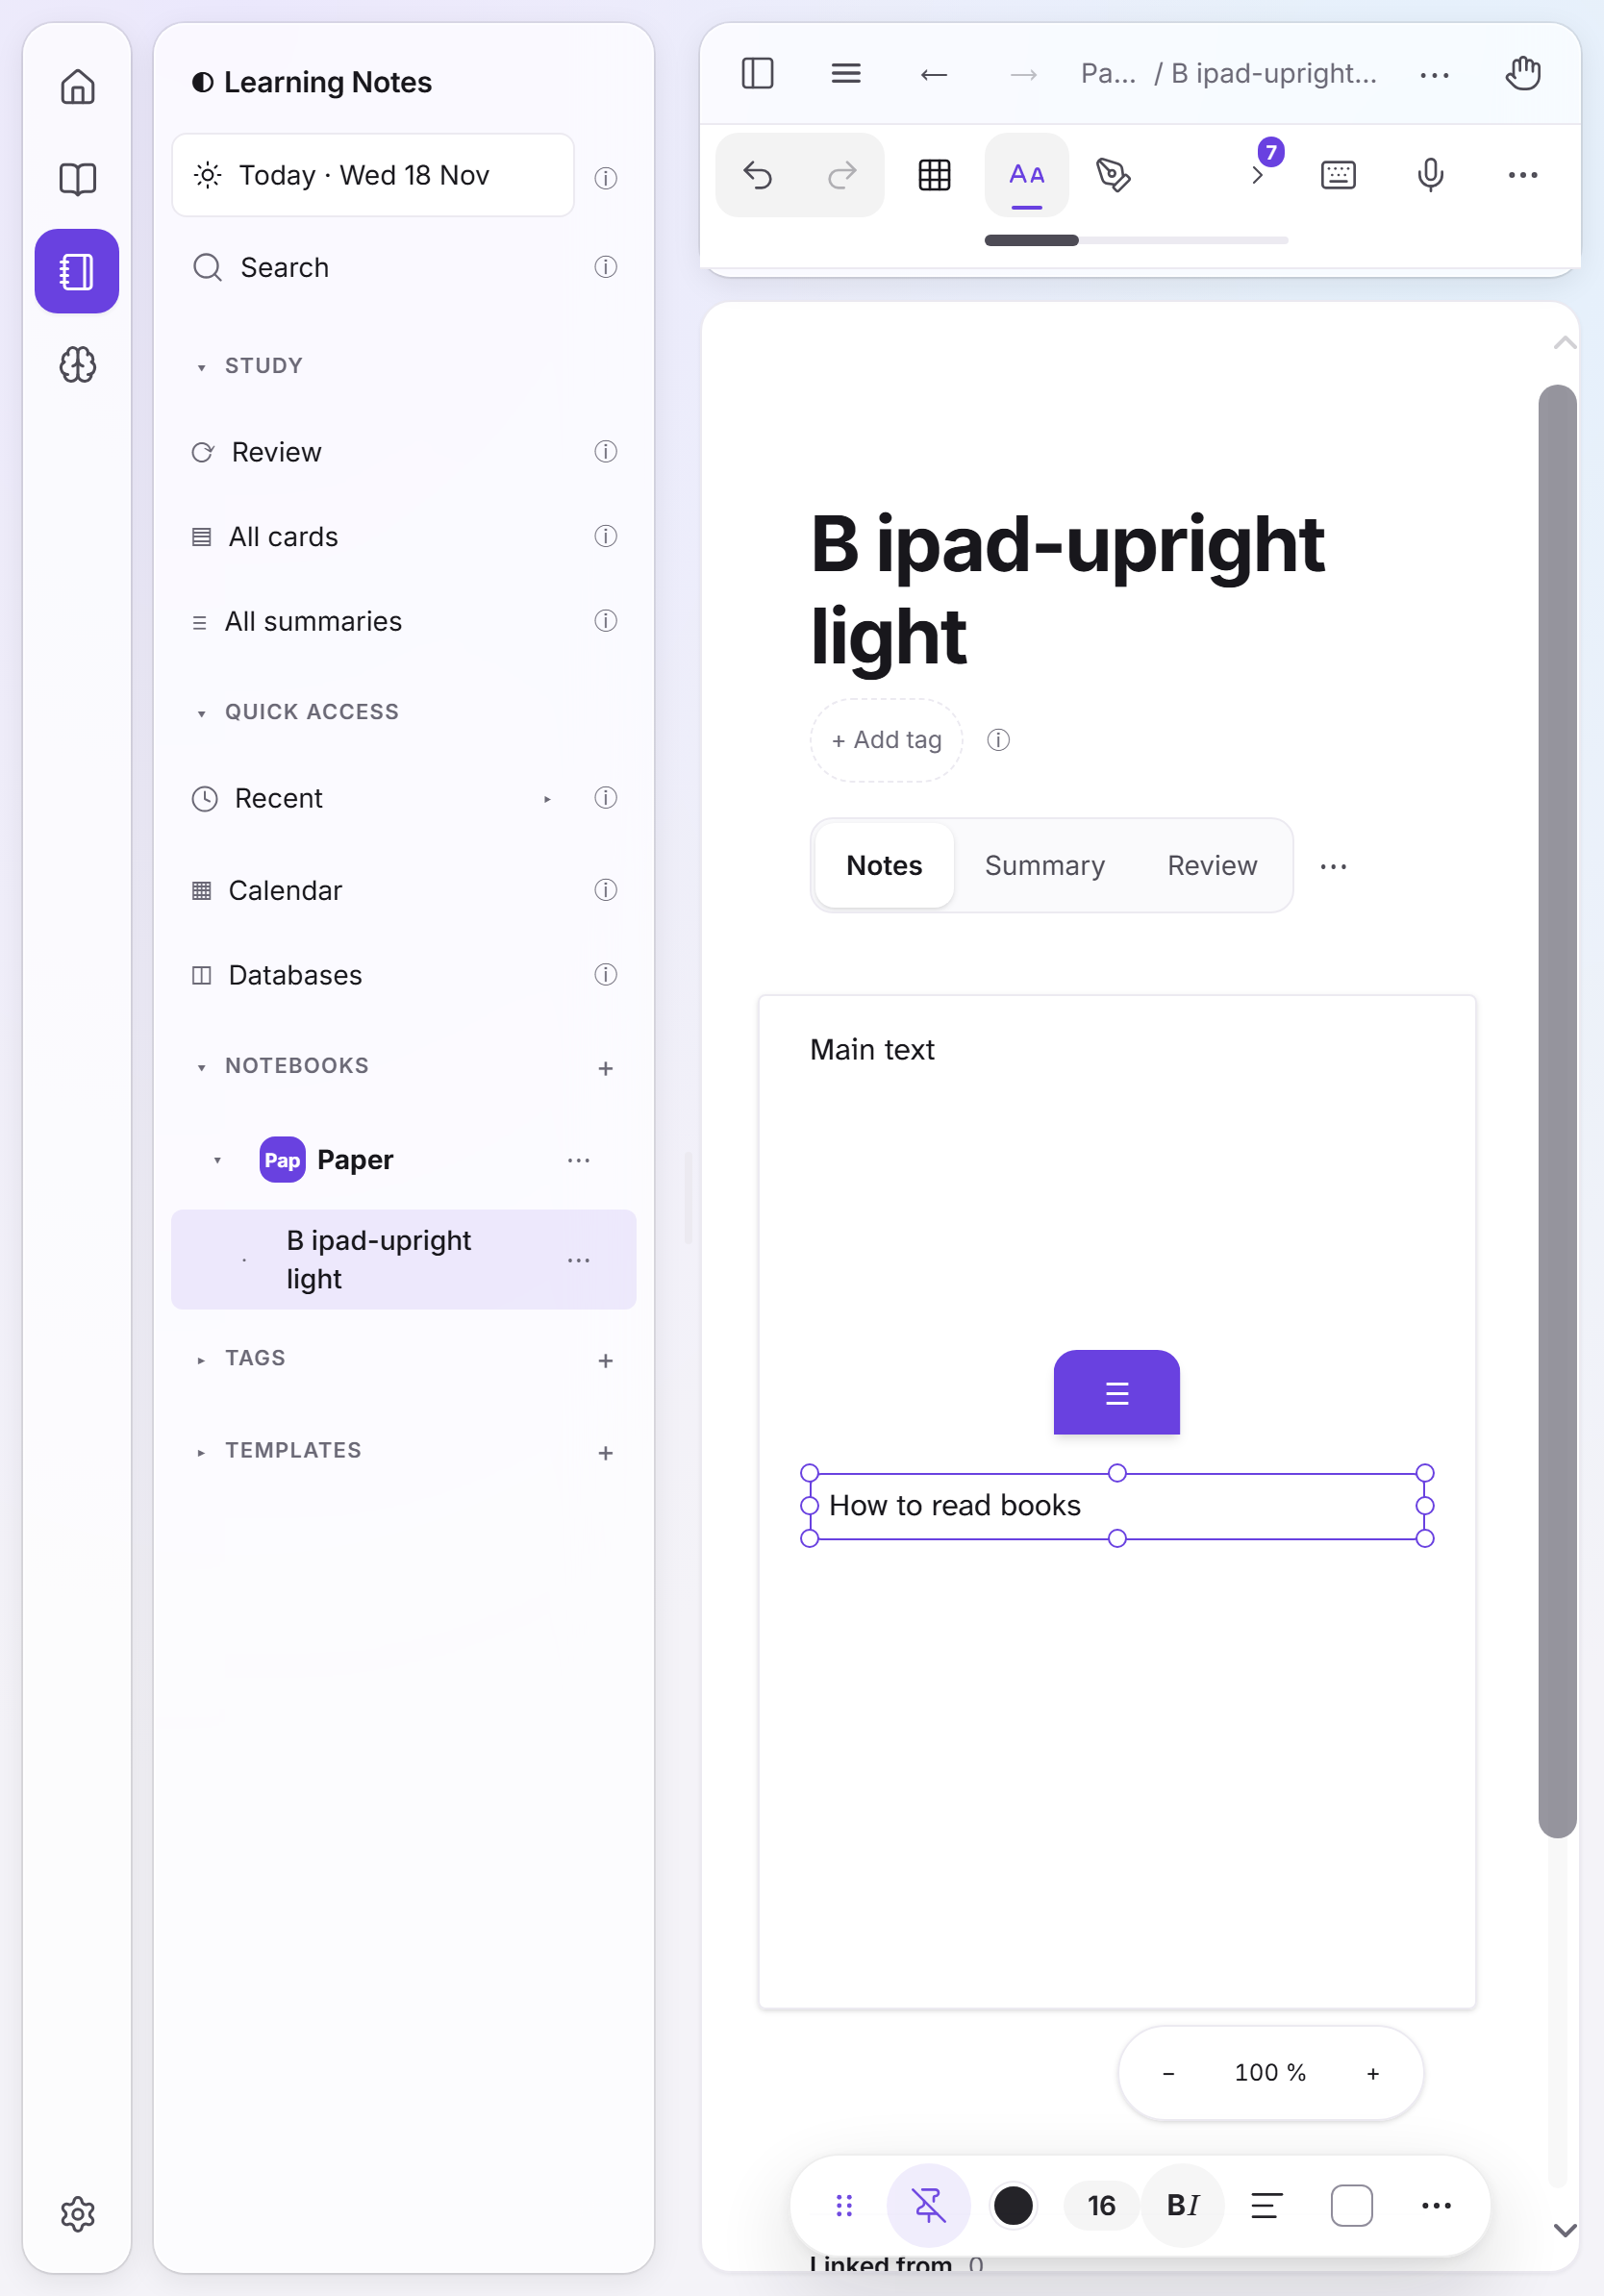 Learning Notes
Today · Wed 18 Nov
Search
STUDY
Review
All cards
All summaries
QUICK ACCESS
Recent
Calendar
Databases
NOTEBOOKS
Pap Paper
B ipad-upright
light
TAGS
TEMPLATES
Pa... / B ipad-upright...
AA
7
B ipad-upright
light
+ Add tag
Notes Summary Review
Main text
How to read books
− 100 % +
16 BI
Linked from 0